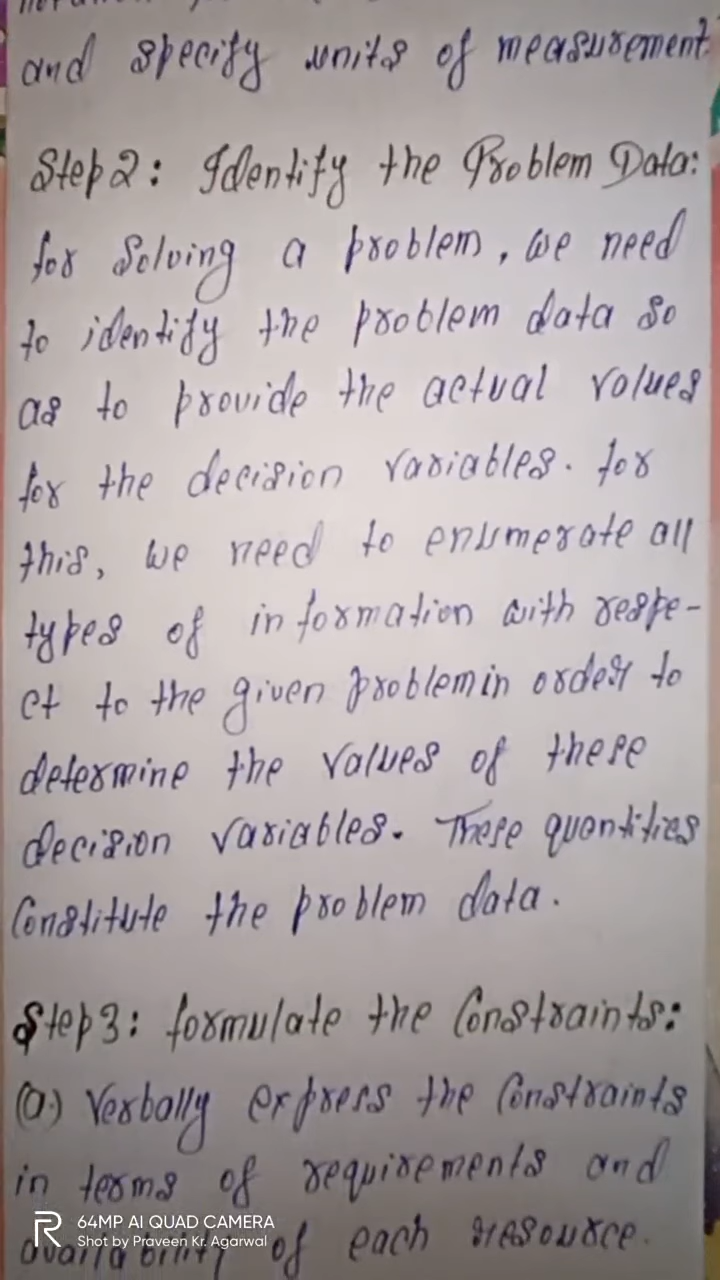 and specify units of measurement.
Step 2: Identify the Problem Data:
for Solving a problem, we need
to identify the problem data so
as to provide the actual values
for the decision variables. for
this, we need to enumerate all
types of information with respe-
ct to the given problem in order to
determine the values of these
decision variables. These quantities
Constitute the problem data.
Step 3: formulate the Constraints:
(a) Verbally express the Constraints
in terms of requirements and
availability of each resource.
64MP AI QUAD CAMERA
Shot by Praveen Kr. Agarwal